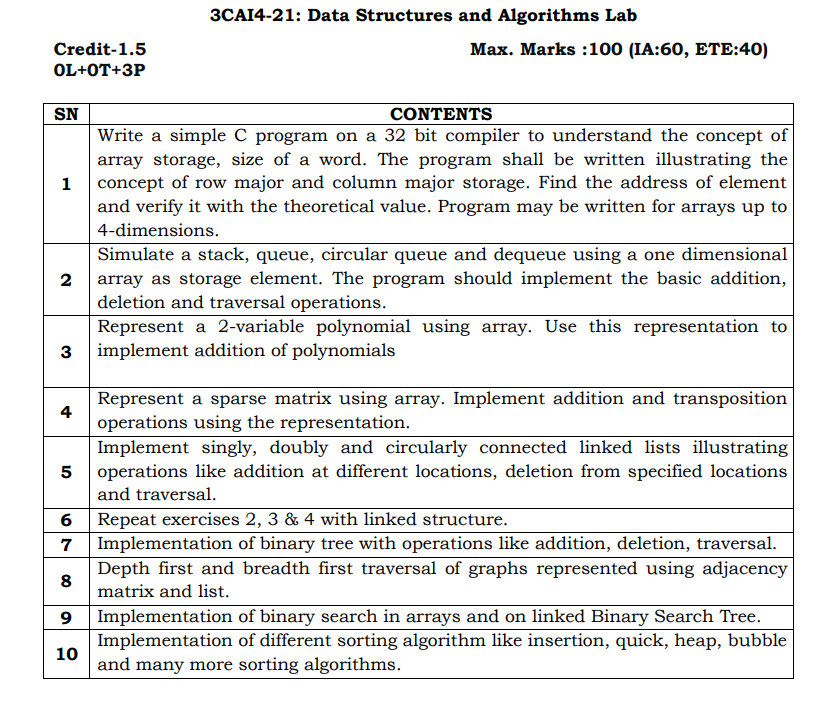 3CAI4-21: Data Structures and Algorithms Lab
Credit-1.5 Max. Marks :100 (IA:60, ETE:40)
0L+0T+3P
SN CONTENTS
Write a simple C program on a 32 bit compiler to understand the concept of
array storage, size of a word. The program shall be written illustrating the
1 concept of row major and column major storage. Find the address of element
and verify it with the theoretical value. Program may be written for arrays up to
4-dimensions.
Simulate a stack, queue, circular queue and dequeue using a one dimensional
2 array as storage element. The program should implement the basic addition,
deletion and traversal operations.
Represent a 2-variable polynomial using array. Use this representation to
3 implement addition of polynomials
Represent a sparse matrix using array. Implement addition and transposition
4 operations using the representation.
Implement singly, doubly and circularly connected linked lists illustrating
5 operations like addition at different locations, deletion from specified locations
and traversal.
6 Repeat exercises 2, 3 & 4 with linked structure.
7 Implementation of binary tree with operations like addition, deletion, traversal.
Depth first and breadth first traversal of graphs represented using adjacency
8 matrix and list.
9 Implementation of binary search in arrays and on linked Binary Search Tree.
Implementation of different sorting algorithm like insertion, quick, heap, bubble
10 and many more sorting algorithms.